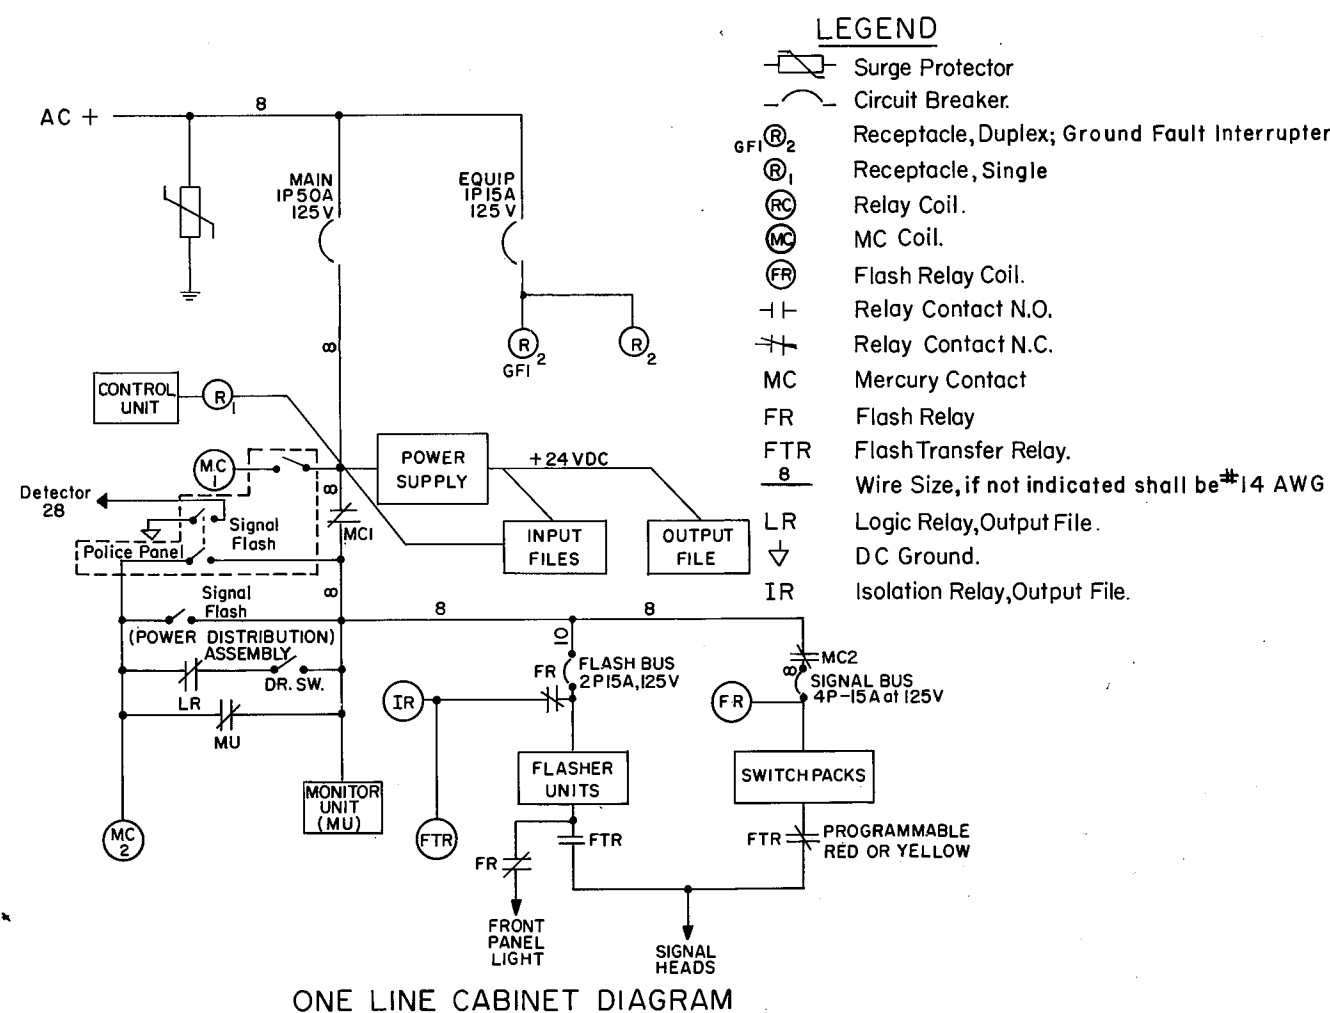 LEGEND
Surge Protector
Circuit Breaker.
GFI R 2 Receptacle, Duplex; Ground Fault Interrupter
R 1 Receptacle, Single
RC Relay Coil.
MC MC Coil.
FR Flash Relay Coil.
Relay Contact N.O.
Relay Contact N.C.
MC Mercury Contact
FR Flash Relay
FTR Flash Transfer Relay.
8 Wire Size, if not indicated shall be #14 AWG
LR Logic Relay, Output File.
DC Ground.
IR Isolation Relay, Output File.
AC +
8
MAIN
1P50A
125V
EQUIP
1P15A
125V
8
R 2
GFI
R 2
CONTROL
UNIT
R 1
MC
1
POWER
SUPPLY
+24VDC
8
Detector
28
Signal
Flash
MC1
INPUT
FILES
OUTPUT
FILE
Police Panel
8
Signal
Flash
8
8
(POWER DISTRIBUTION)
ASSEMBLY
10
LR
DR. SW.
FR
FLASH BUS
2P15A, 125V
MC2
8
SIGNAL BUS
4P-15A at 125V
IR
FR
MU
FLASHER
UNITS
SWITCH PACKS
MONITOR
UNIT
(MU)
MC
2
FTR
FTR
FTR
PROGRAMMABLE
RED OR YELLOW
FR
FRONT
PANEL
LIGHT
SIGNAL
HEADS
ONE LINE CABINET DIAGRAM